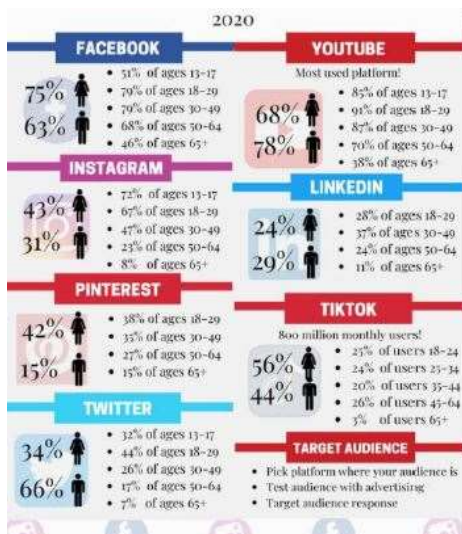 2020
FACEBOOK
75%
63%
• 51% of ages 13-17
• 79% of ages 18-29
• 79% of ages 30-49
• 68% of ages 50-64
• 46% of ages 65+
INSTAGRAM
43%
31%
• 72% of ages 13-17
• 67% of ages 18-29
• 47% of ages 30-49
• 23% of ages 50-64
• 8% of ages 65+
PINTEREST
42%
15%
• 38% of ages 18-29
• 35% of ages 30-49
• 27% of ages 50-64
• 15% of ages 65+
TWITTER
34%
66%
• 32% of ages 13-17
• 44% of ages 18-29
• 26% of ages 30-49
• 17% of ages 50-64
• 7% of ages 65+
YOUTUBE
Most used platform!
68%
78%
• 85% of ages 13-17
• 91% of ages 18-29
• 87% of ages 30-49
• 70% of ages 50-64
• 38% of ages 65+
LINKEDIN
24%
29%
• 28% of ages 18-29
• 37% of ages 30-49
• 24% of ages 50-64
• 11% of ages 65+
TIKTOK
800 million monthly users!
56%
44%
• 25% of users 18-24
• 24% of users 25-34
• 20% of users 35-44
• 26% of users 45-64
• 3% of users 65+
TARGET AUDIENCE
• Pick platform where your audience is
• Test audience with advertising
• Target audience response